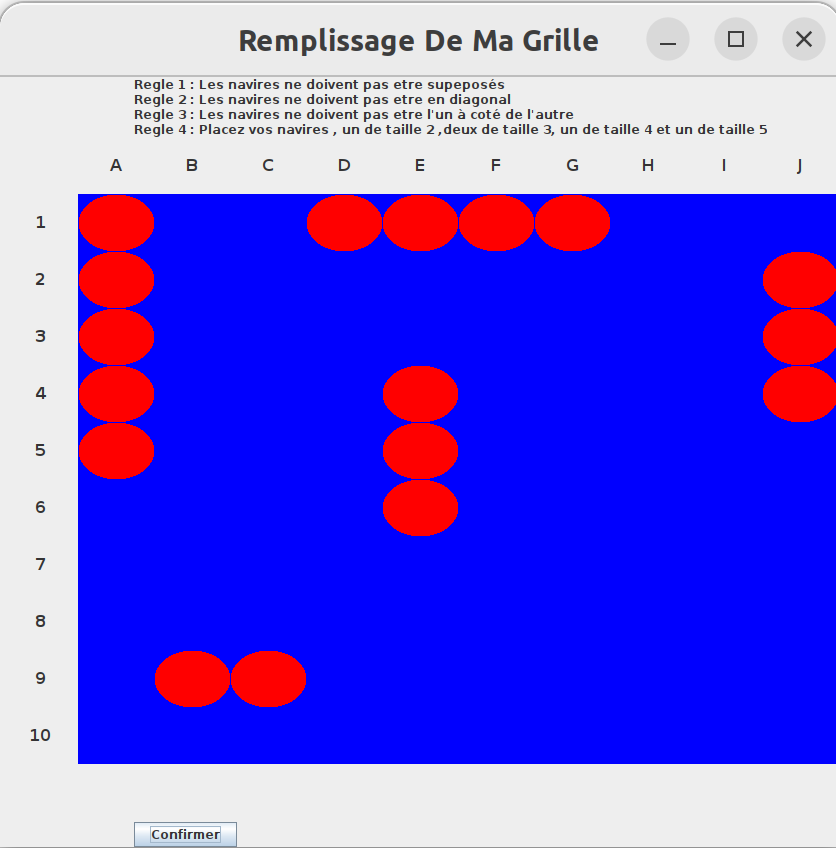 Remplissage De Ma Grille
Regle 1 : Les navires ne doivent pas etre supeposés
Regle 2 : Les navires ne doivent pas etre en diagonal
Regle 3 : Les navires ne doivent pas etre l'un à coté de l'autre
Regle 4 : Placez vos navires , un de taille 2 ,deux de taille 3, un de taille 4 et un de taille 5
A B C D E F G H I J
1
2
3
4
5
6
7
8
9
10
Confirmer